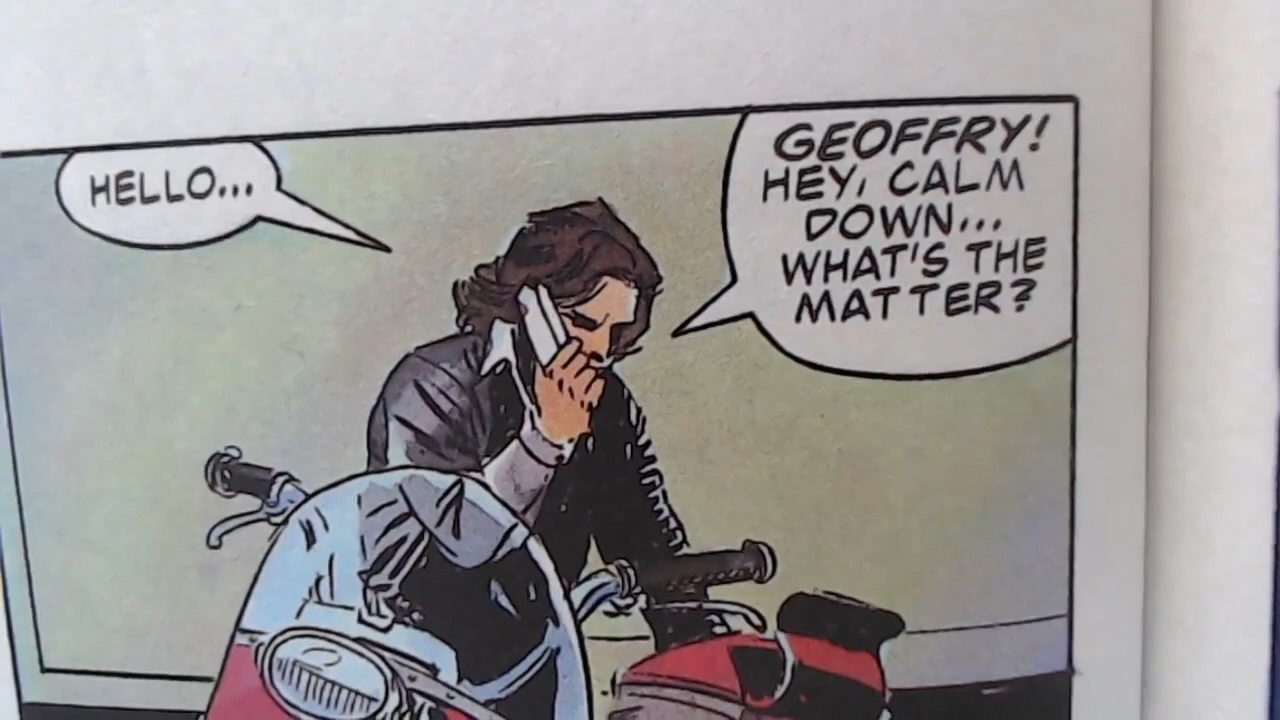 HELLO...
GEOFFRY!
HEY, CALM
DOWN...
WHAT'S THE
MATTER?